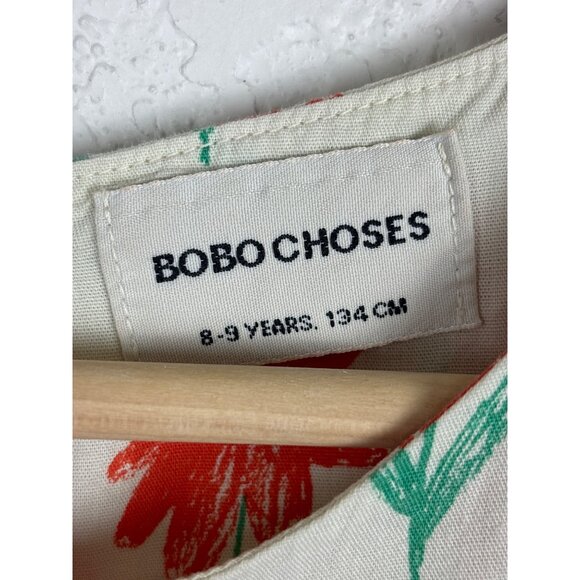 BOBO CHOSES
8-9 YEARS. 134 CM